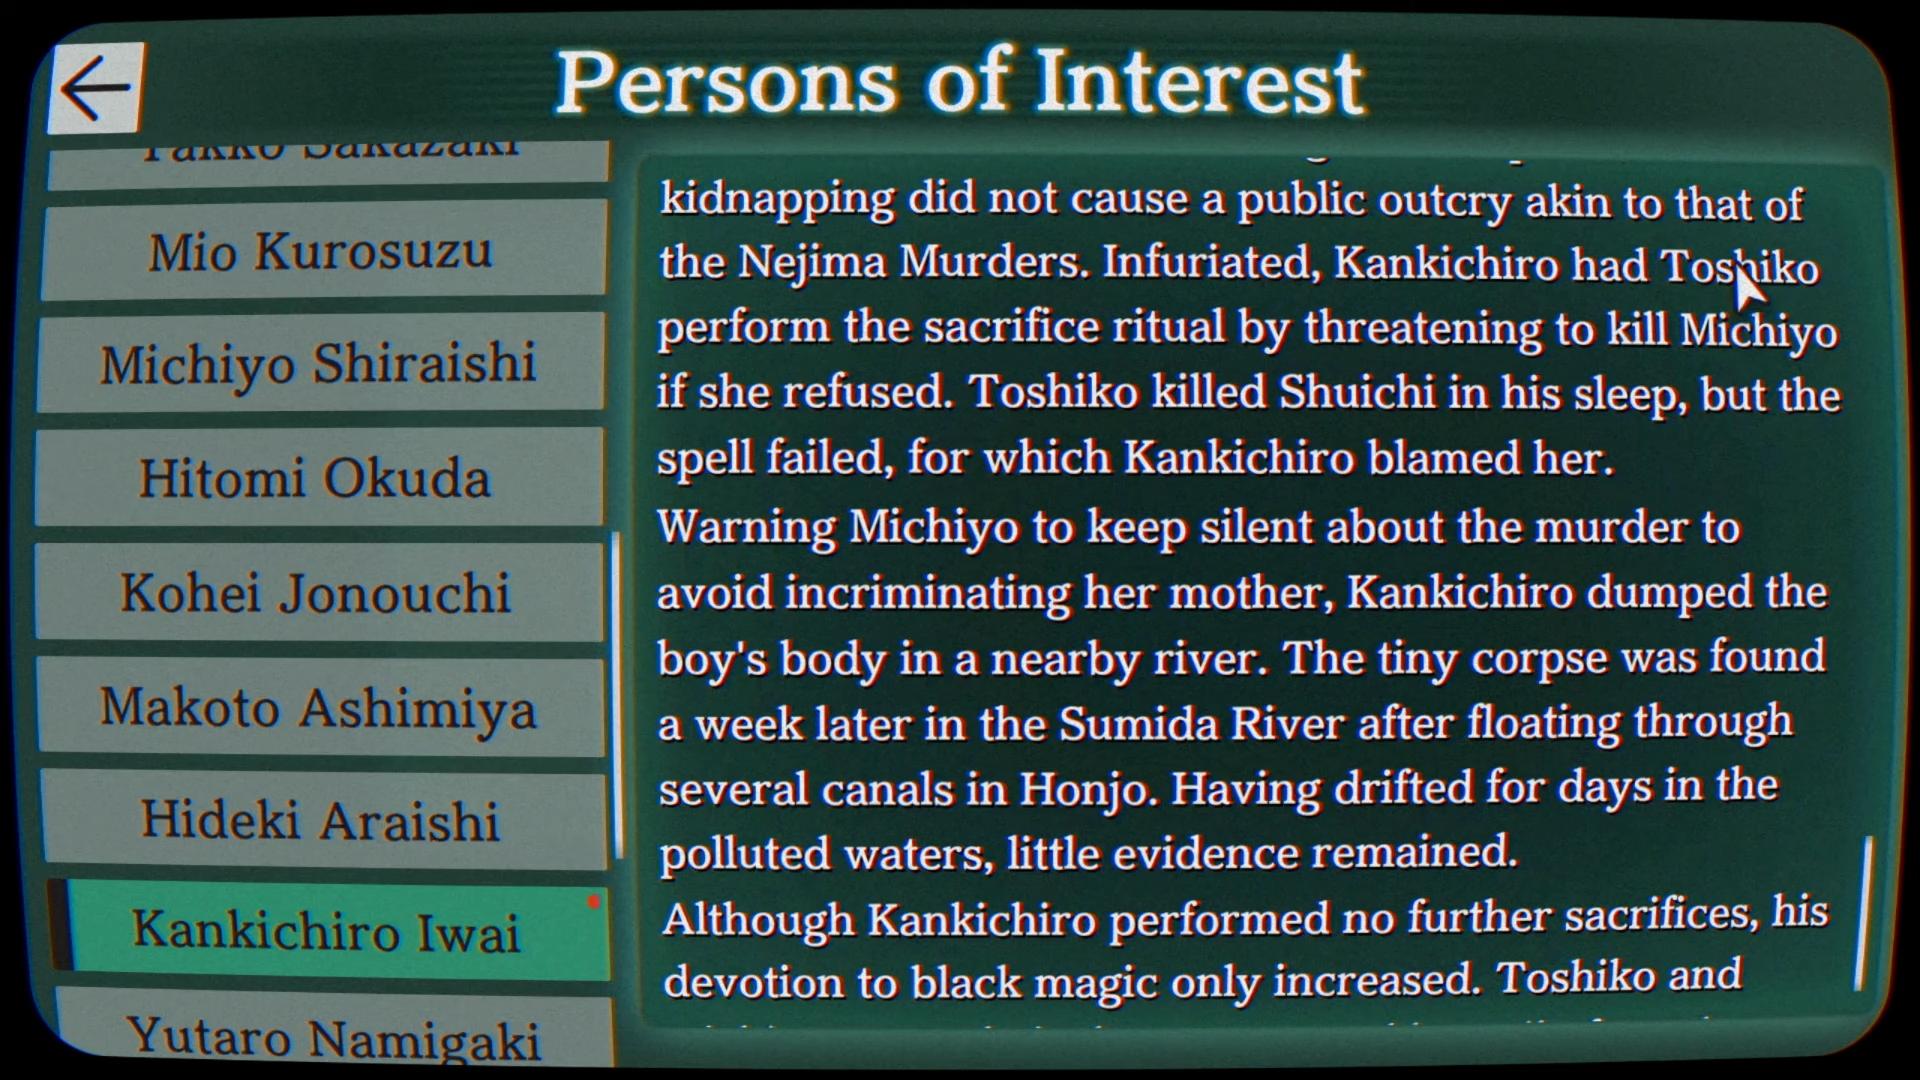 Persons of Interest
Yakko Sakazaki
Mio Kurosuzu
Michiyo Shiraishi
Hitomi Okuda
Kohei Jonouchi
Makoto Ashimiya
Hideki Araishi
Kankichiro Iwai
Yutaro Namigaki
kidnapping did not cause a public outcry akin to that of
the Nejima Murders. Infuriated, Kankichiro had Toshiko
perform the sacrifice ritual by threatening to kill Michiyo
if she refused. Toshiko killed Shuichi in his sleep, but the
spell failed, for which Kankichiro blamed her.
Warning Michiyo to keep silent about the murder to
avoid incriminating her mother, Kankichiro dumped the
boy's body in a nearby river. The tiny corpse was found
a week later in the Sumida River after floating through
several canals in Honjo. Having drifted for days in the
polluted waters, little evidence remained.
Although Kankichiro performed no further sacrifices, his
devotion to black magic only increased. Toshiko and